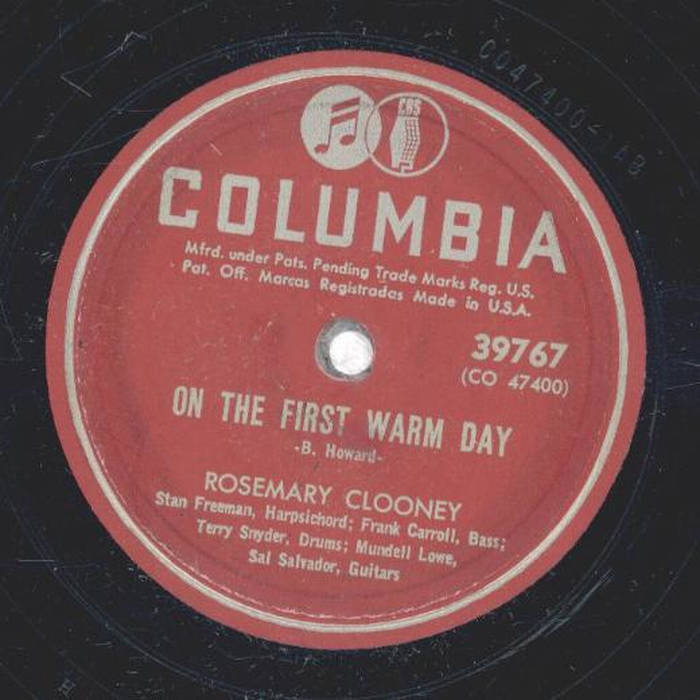 CBS
COLUMBIA
Mfrd. under Pats. Pending Trade Marks Reg. U.S.
Pat. Off. Marcas Registradas Made in U.S.A.
39767
(CO 47400)
ON THE FIRST WARM DAY
-B. Howard-
ROSEMARY CLOONEY
Stan Freeman, Harpsichord; Frank Carroll, Bass;
Terry Snyder, Drums; Mundell Lowe,
Sal Salvador, Guitars